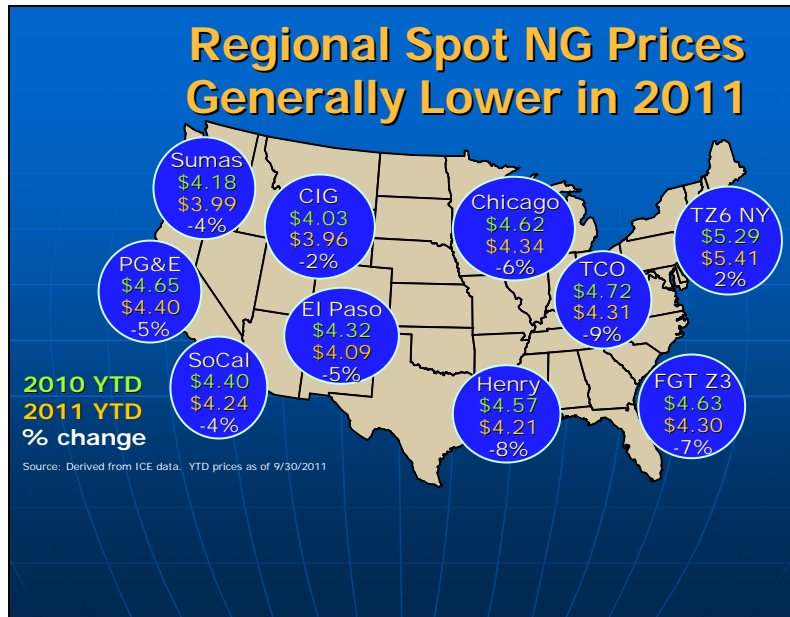 Regional Spot NG Prices
Generally Lower in 2011
Sumas
$4.18
$3.99
-4%
CIG
$4.03
$3.96
-2%
Chicago
$4.62
$4.34
-6%
TZ6 NY
$5.29
$5.41
2%
PG&E
$4.65
$4.40
-5%
TCO
$4.72
$4.31
-9%
El Paso
$4.32
$4.09
-5%
SoCal
$4.40
$4.24
-4%
Henry
$4.57
$4.21
-8%
FGT Z3
$4.63
$4.30
-7%
2010 YTD
2011 YTD
% change
Source: Derived from ICE data. YTD prices as of 9/30/2011